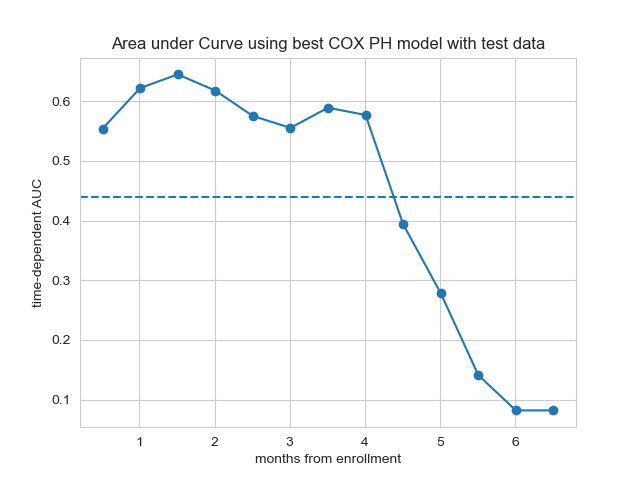 Area under Curve using best COX PH model with test data
time-dependent AUC
0.6
0.5
0.4
0.3
0.2
0.1
1 2 3 4 5 6
months from enrollment